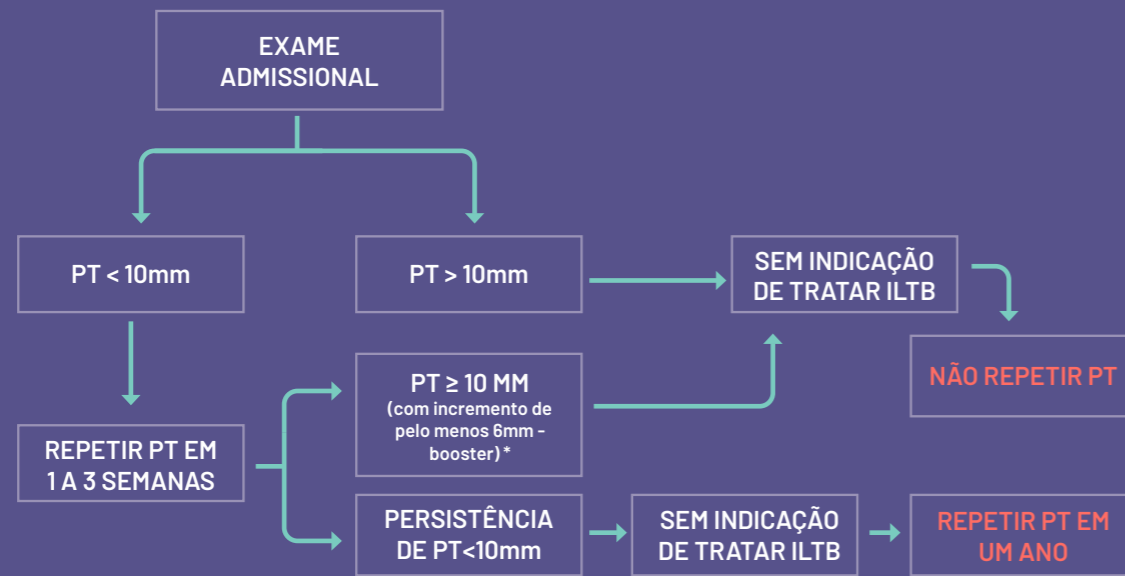 EXAME
ADMISSIONAL
PT < 10mm
PT > 10mm
SEM INDICAÇÃO
DE TRATAR ILTB
NÃO REPETIR PT
PT ≥ 10 MM
(com incremento de
pelo menos 6mm -
booster) *
REPETIR PT EM
1 A 3 SEMANAS
PERSISTÊNCIA
DE PT<10mm
SEM INDICAÇÃO
DE TRATAR ILTB
REPETIR PT EM
UM ANO